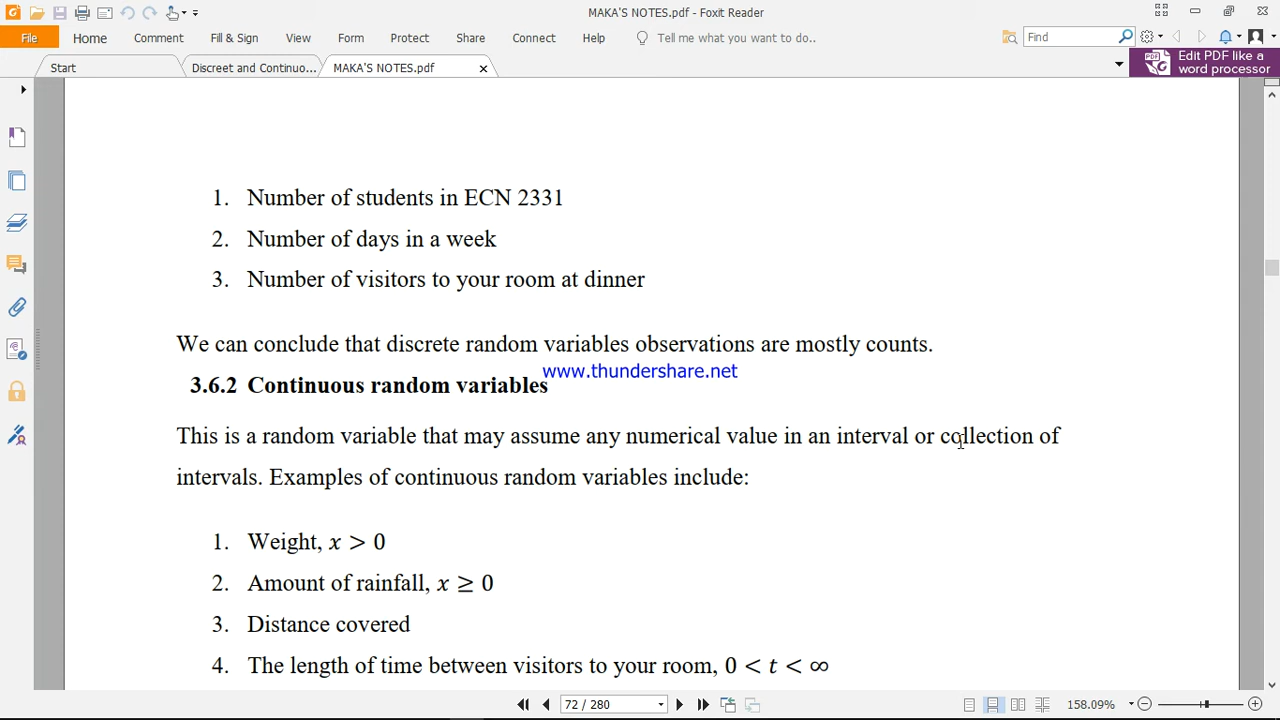 MAKA'S NOTES.pdf - Foxit Reader
File Home Comment Fill & Sign View Form Protect Share Connect Help Tell me what you want to do.. Find
Start Discreet and Continuo... MAKA'S NOTES.pdf
Edit PDF like a
word processor
1. Number of students in ECN 2331
2. Number of days in a week
3. Number of visitors to your room at dinner
We can conclude that discrete random variables observations are mostly counts.
www.thundershare.net
3.6.2 Continuous random variables
This is a random variable that may assume any numerical value in an interval or collection of
intervals. Examples of continuous random variables include:
1. Weight, x > 0
2. Amount of rainfall, x ≥ 0
3. Distance covered
4. The length of time between visitors to your room, 0 < t < ∞
72 / 280 158.09%